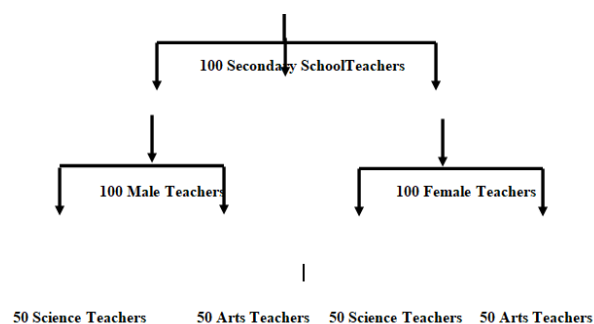 100 Secondary SchoolTeachers
100 Male Teachers
100 Female Teachers
50 Science Teachers
50 Arts Teachers
50 Science Teachers
50 Arts Teachers